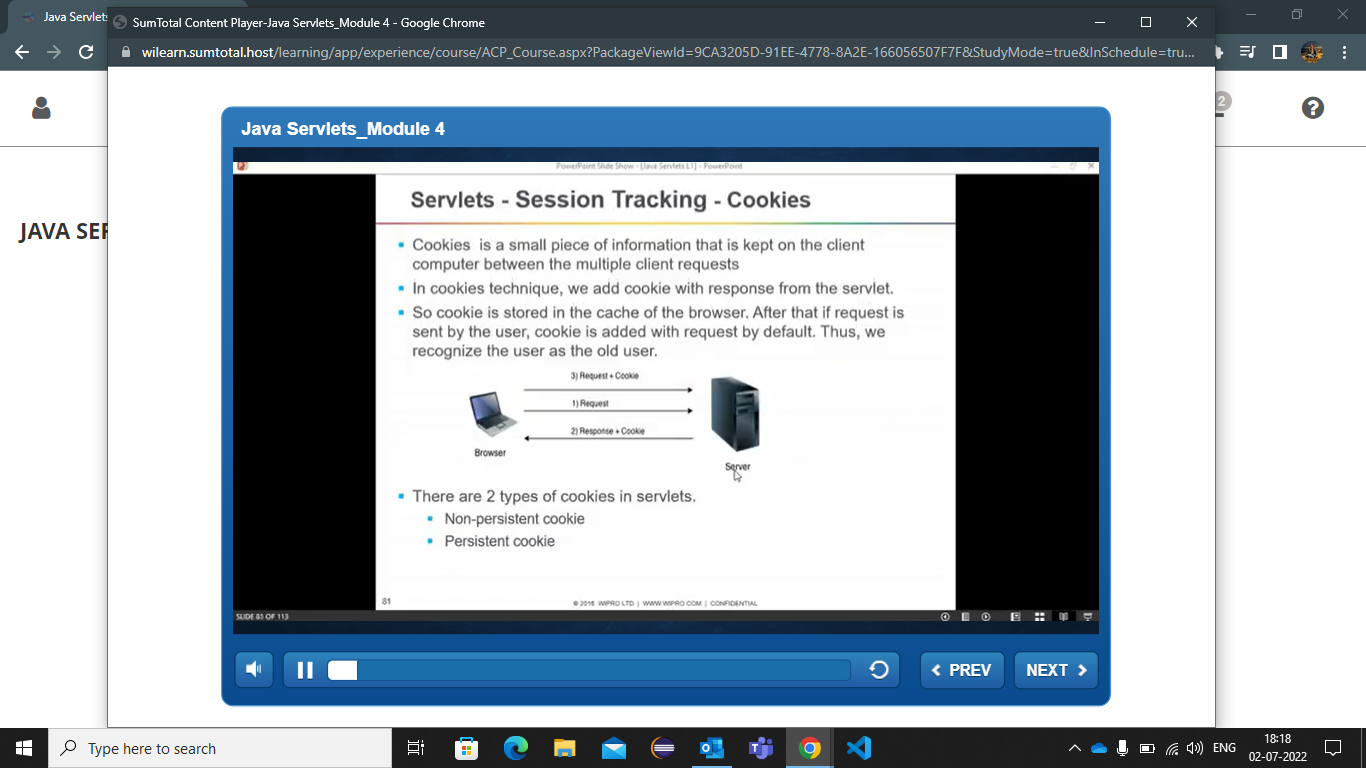 Java Servlets
SumTotal Content Player-Java Servlets_Module 4 - Google Chrome
wilearn.sumtotal.host/learning/app/experience/course/ACP_Course.aspx?PackageViewId=9CA3205D-91EE-4778-8A2E-166056507F7F&StudyMode=true&InSchedule=tru...
2
JAVA SER
Java Servlets_Module 4
PowerPoint Slide Show - [Java Servlets L1] - PowerPoint
Servlets - Session Tracking - Cookies
Cookies is a small piece of information that is kept on the client
computer between the multiple client requests
In cookies technique, we add cookie with response from the servlet.
So cookie is stored in the cache of the browser. After that if request is
sent by the user, cookie is added with request by default. Thus, we
recognize the user as the old user.
3) Request + Cookie
1) Request
2) Response + Cookie
Browser
Server
There are 2 types of cookies in servlets.
Non-persistent cookie
Persistent cookie
81
© 2016 WIPRO LTD | WWW.WIPRO.COM | CONFIDENTIAL
SLIDE 81 OF 113
PREV
NEXT
Type here to search
ENG
18:18
02-07-2022